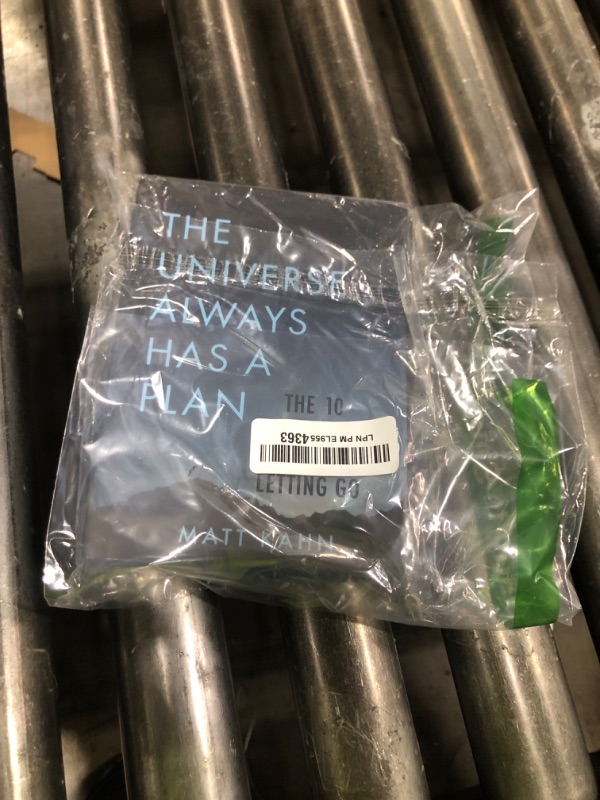 THE
UNIVERSE
ALWAYS
HAS A
PLAN
THE 10
LPN PM EL9554363
LETTING GO
MATT KAHN